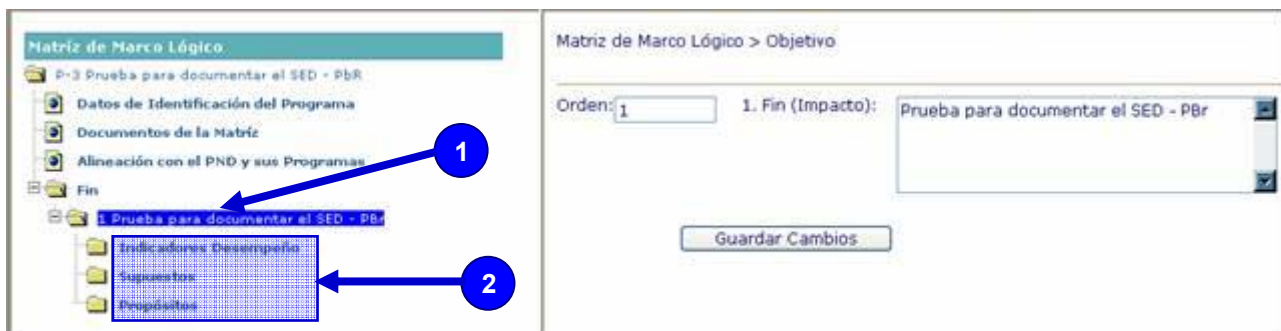 Matriz de Marco Lógico
P-3 Prueba para documentar el SED - PbR
Datos de Identificación del Programa
Documentos de la Matriz
Alineación con el PND y sus Programas
Fin
1 Prueba para documentar el SED - PBr
Indicadores Desempeño
Supuestos
Propósitos
1
2
Matriz de Marco Lógico > Objetivo
Orden: 1
1. Fin (Impacto): Prueba para documentar el SED - PBr
Guardar Cambios